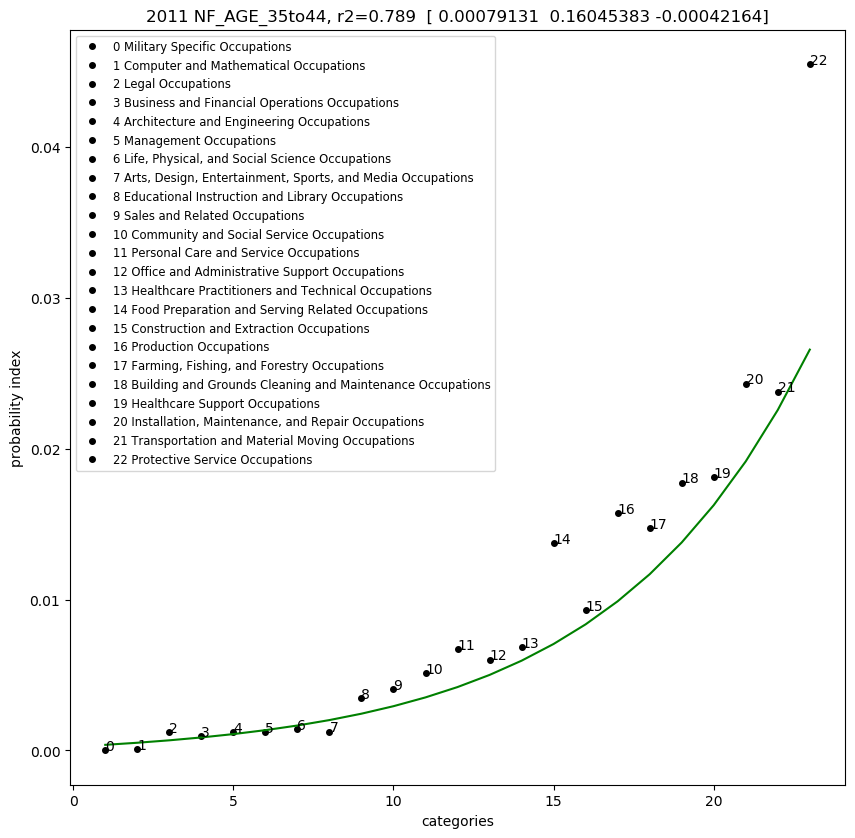 2011 NF_AGE_35to44, r2=0.789 [ 0.00079131 0.16045383 -0.00042164]
0 Military Specific Occupations
1 Computer and Mathematical Occupations
2 Legal Occupations
3 Business and Financial Operations Occupations
4 Architecture and Engineering Occupations
5 Management Occupations
6 Life, Physical, and Social Science Occupations
7 Arts, Design, Entertainment, Sports, and Media Occupations
8 Educational Instruction and Library Occupations
9 Sales and Related Occupations
10 Community and Social Service Occupations
11 Personal Care and Service Occupations
12 Office and Administrative Support Occupations
13 Healthcare Practitioners and Technical Occupations
14 Food Preparation and Serving Related Occupations
15 Construction and Extraction Occupations
16 Production Occupations
17 Farming, Fishing, and Forestry Occupations
18 Building and Grounds Cleaning and Maintenance Occupations
19 Healthcare Support Occupations
20 Installation, Maintenance, and Repair Occupations
21 Transportation and Material Moving Occupations
22 Protective Service Occupations
probability index
0.04
0.03
0.02
0.01
0.00
0
1
2
3
4
5
6
7
8
9
10
11
12
13
14
15
16
17
18
19
20
21
22
0 5 10 15 20
categories